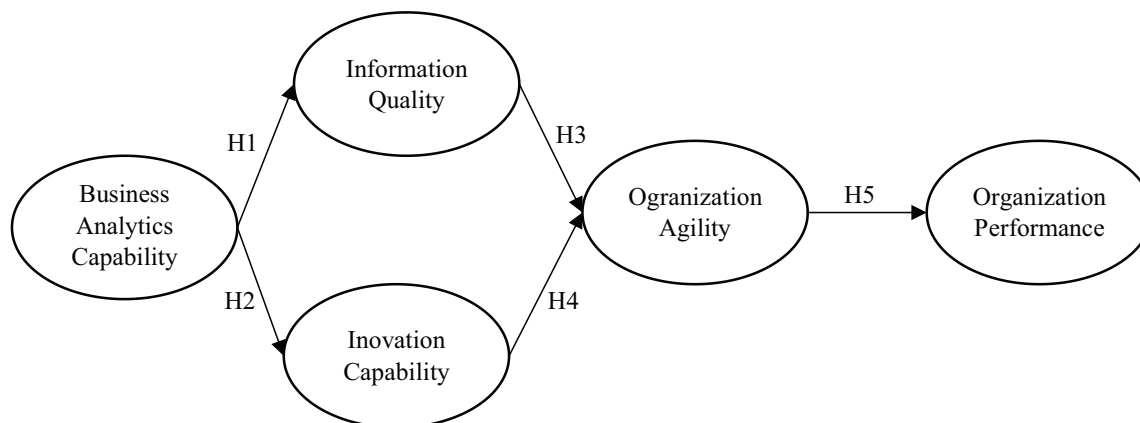 Information
Quality
H1
H3
Business
Analytics
Capability
Ogranization
Agility
H5
Organization
Performance
H2
H4
Inovation
Capability